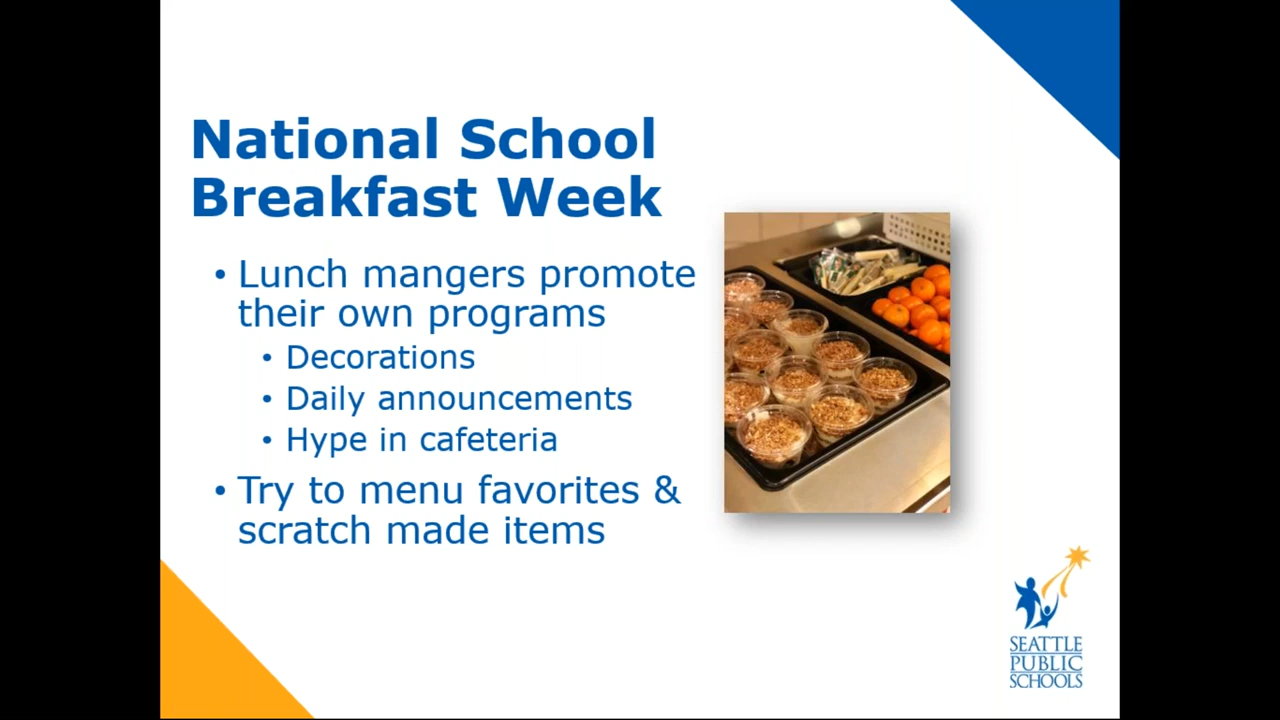 National School
Breakfast Week
• Lunch mangers promote
their own programs
• Decorations
• Daily announcements
• Hype in cafeteria
• Try to menu favorites &
scratch made items
SEATTLE
PUBLIC
SCHOOLS